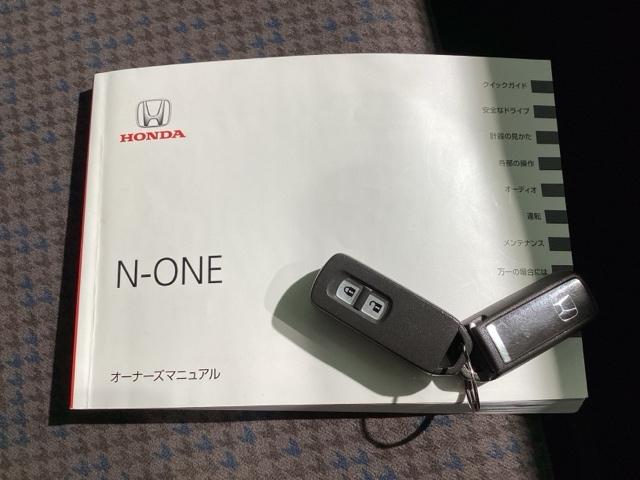 HONDA
クイックガイド
安全なドライブ
計器の見かた
各部の操作
オーディオ
運転
メンテナンス
万一の場合には
N-ONE
オーナーズマニュアル